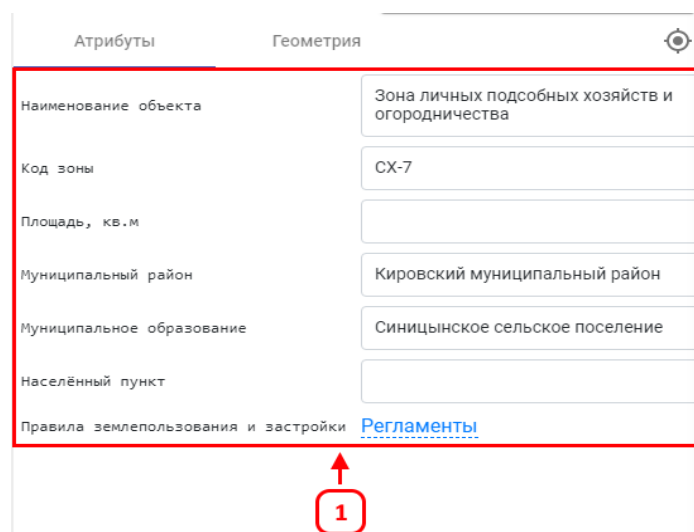 Атрибуты Геометрия
Наименование объекта Зона личных подсобных хозяйств и
огородничества
Код зоны СХ-7
Площадь, кв.м
Муниципальный район Кировский муниципальный район
Муниципальное образование Синицынское сельское поселение
Населённый пункт
Правила землепользования и застройки Регламенты
1